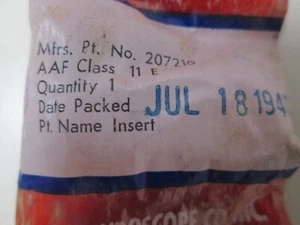 Mfrs. Pt. No. 207210
AAF Class 11 E
Quantity 1
Date Packed JUL 18 194
Pt. Name Insert